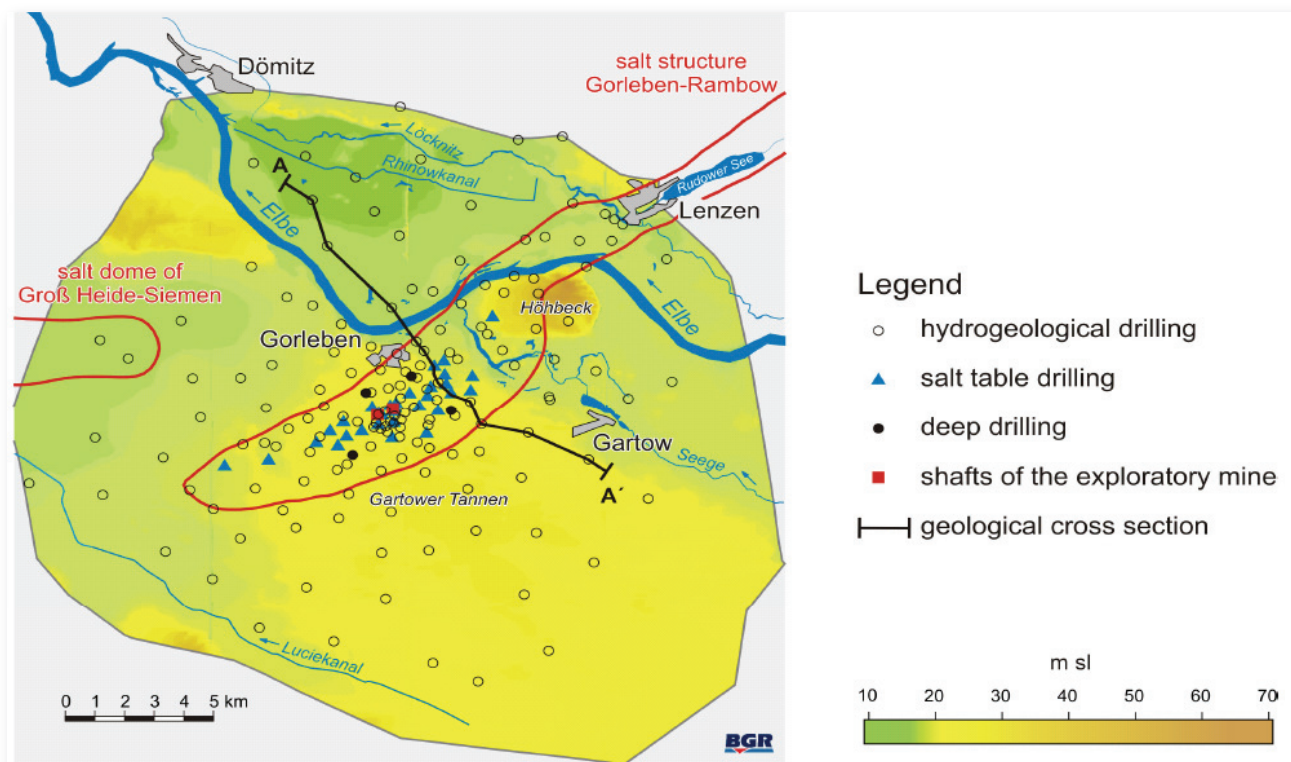 Dömitz
salt structure
Gorleben-Rambow
Löcknitz
Rhinowkanal
A
Rudower See
Lenzen
Elbe
salt dome of
Groß Heide-Siemen
Höhbeck
Elbe
Gorleben
Gartow
Seege
A´
Gartower Tannen
Luciekanal
0 1 2 3 4 5 km
BGR
Legend
hydrogeological drilling
salt table drilling
deep drilling
shafts of the exploratory mine
geological cross section
m sl
10 20 30 40 50 60 70